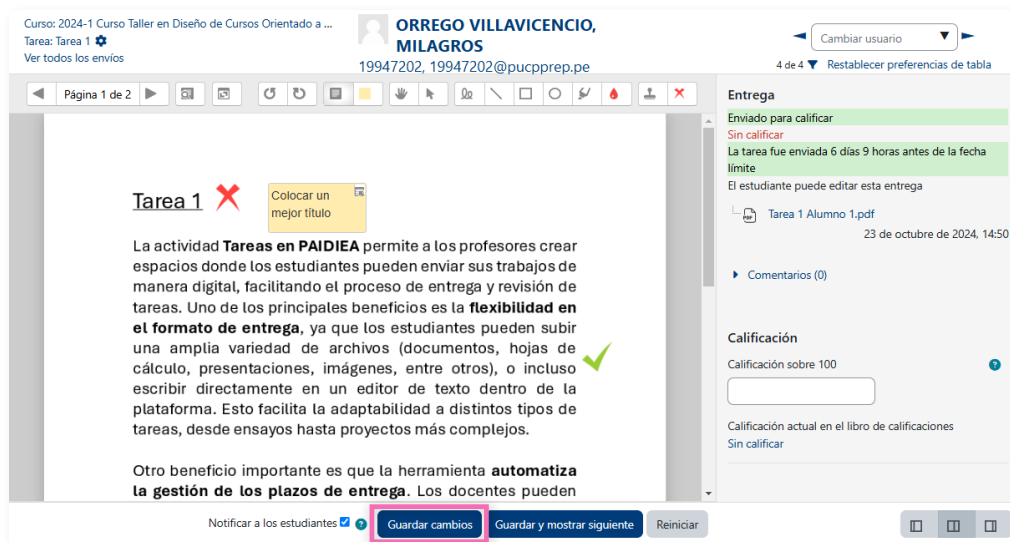 Curso: 2024-1 Curso Taller en Diseño de Cursos Orientado a ...
Tarea: Tarea 1
Ver todos los envíos
ORREGO VILLAVICENCIO,
MILAGROS
19947202, 19947202@pucpprep.pe
Cambiar usuario
4 de 4 Restablecer preferencias de tabla
Página 1 de 2
Tarea 1
Colocar un
mejor título
La actividad Tareas en PAIDIEA permite a los profesores crear
espacios donde los estudiantes pueden enviar sus trabajos de
manera digital, facilitando el proceso de entrega y revisión de
tareas. Uno de los principales beneficios es la flexibilidad en
el formato de entrega, ya que los estudiantes pueden subir
una amplia variedad de archivos (documentos, hojas de
cálculo, presentaciones, imágenes, entre otros), o incluso
escribir directamente en un editor de texto dentro de la
plataforma. Esto facilita la adaptabilidad a distintos tipos de
tareas, desde ensayos hasta proyectos más complejos.
Otro beneficio importante es que la herramienta automatiza
la gestión de los plazos de entrega. Los docentes pueden
Entrega
Enviado para calificar
Sin calificar
La tarea fue enviada 6 días 9 horas antes de la fecha
límite
El estudiante puede editar esta entrega
PDF
Tarea 1 Alumno 1.pdf
23 de octubre de 2024, 14:50
Comentarios (0)
Calificación
Calificación sobre 100
?
Calificación actual en el libro de calificaciones
Sin calificar
Notificar a los estudiantes
?
Guardar cambios
Guardar y mostrar siguiente
Reiniciar